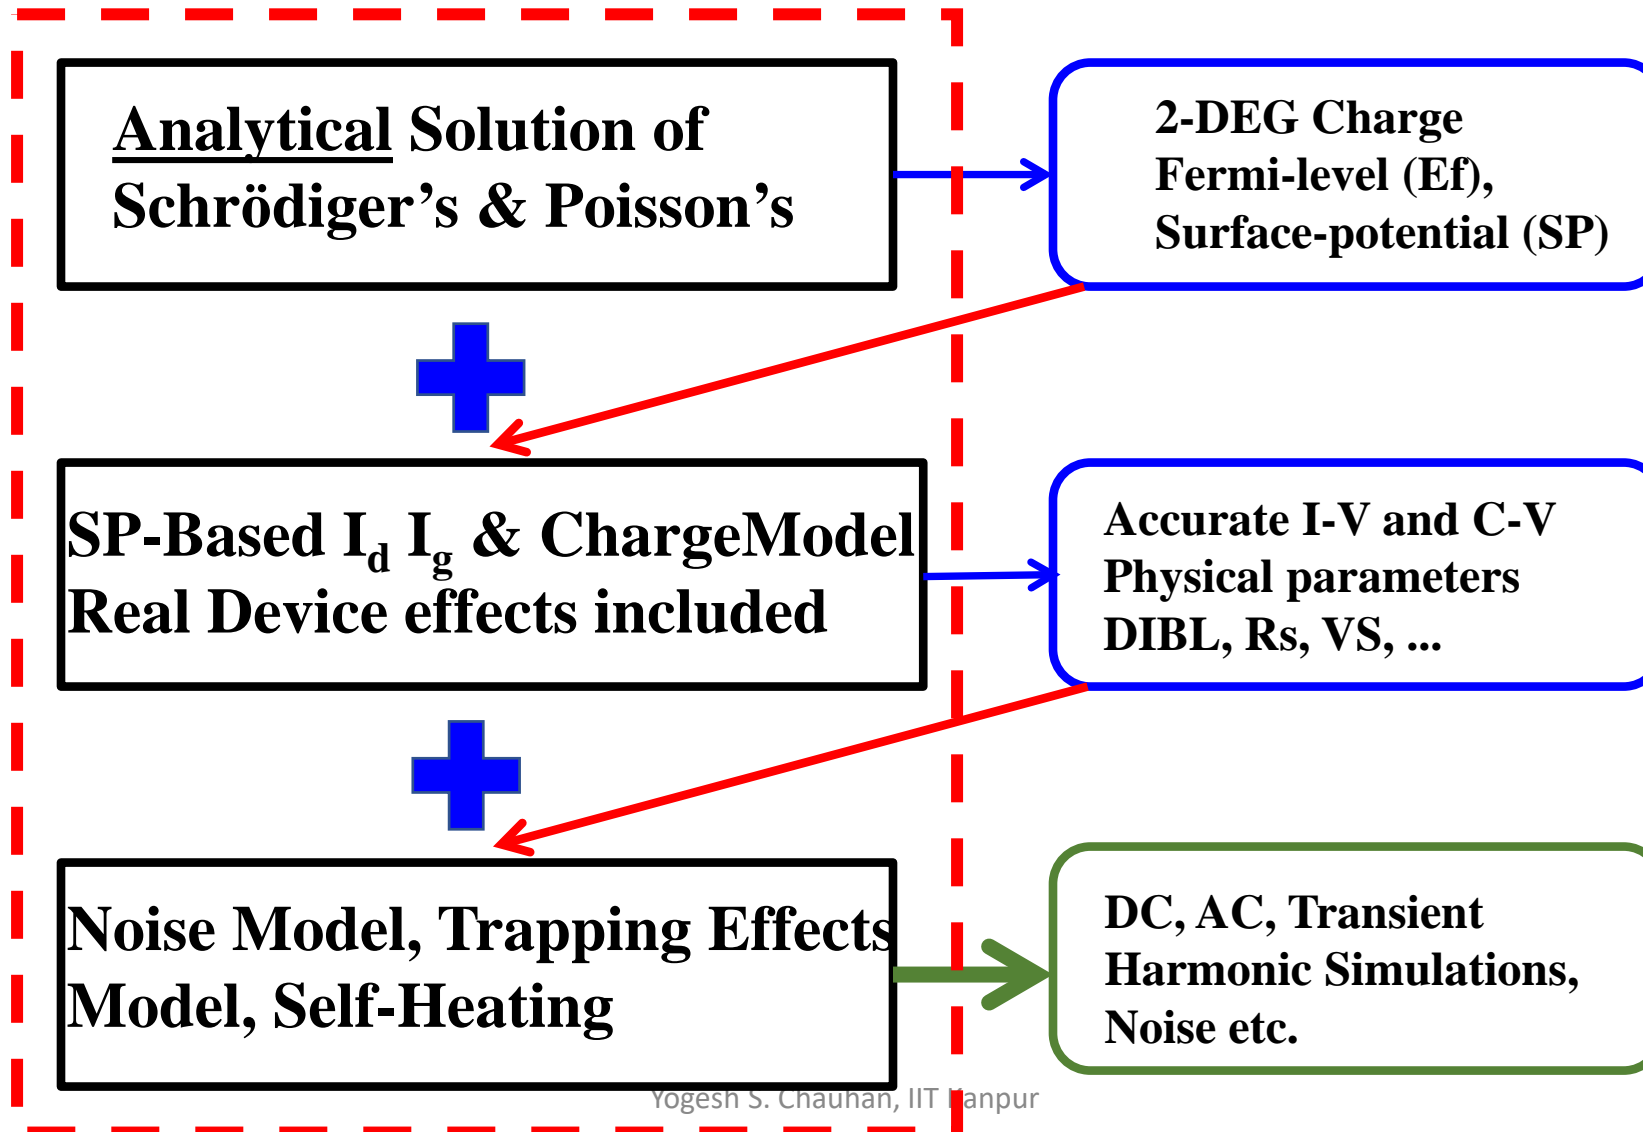 Analytical Solution of
Schrödiger’s & Poisson’s
2-DEG Charge
Fermi-level (Ef),
Surface-potential (SP)
SP-Based Id Ig & ChargeModel
Real Device effects included
Accurate I-V and C-V
Physical parameters
DIBL, Rs, VS, ...
Noise Model, Trapping Effects
Model, Self-Heating
DC, AC, Transient
Harmonic Simulations,
Noise etc.
Yogesh S. Chauhan, IIT Kanpur